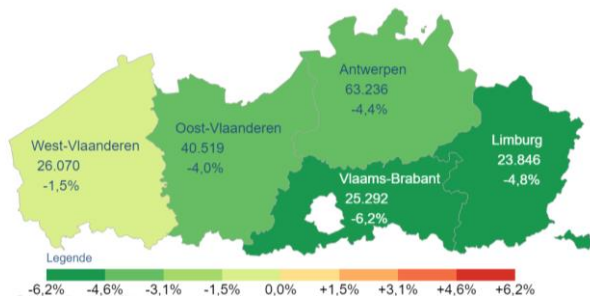 Antwerpen
63.236
-4,4%
West-Vlaanderen
26.070
-1,5%
Oost-Vlaanderen
40.519
-4,0%
Limburg
23.846
-4,8%
Vlaams-Brabant
25.292
-6,2%
Legende
-6,2% -4,6% -3,1% -1,5% 0,0% +1,5% +3,1% +4,6% +6,2%